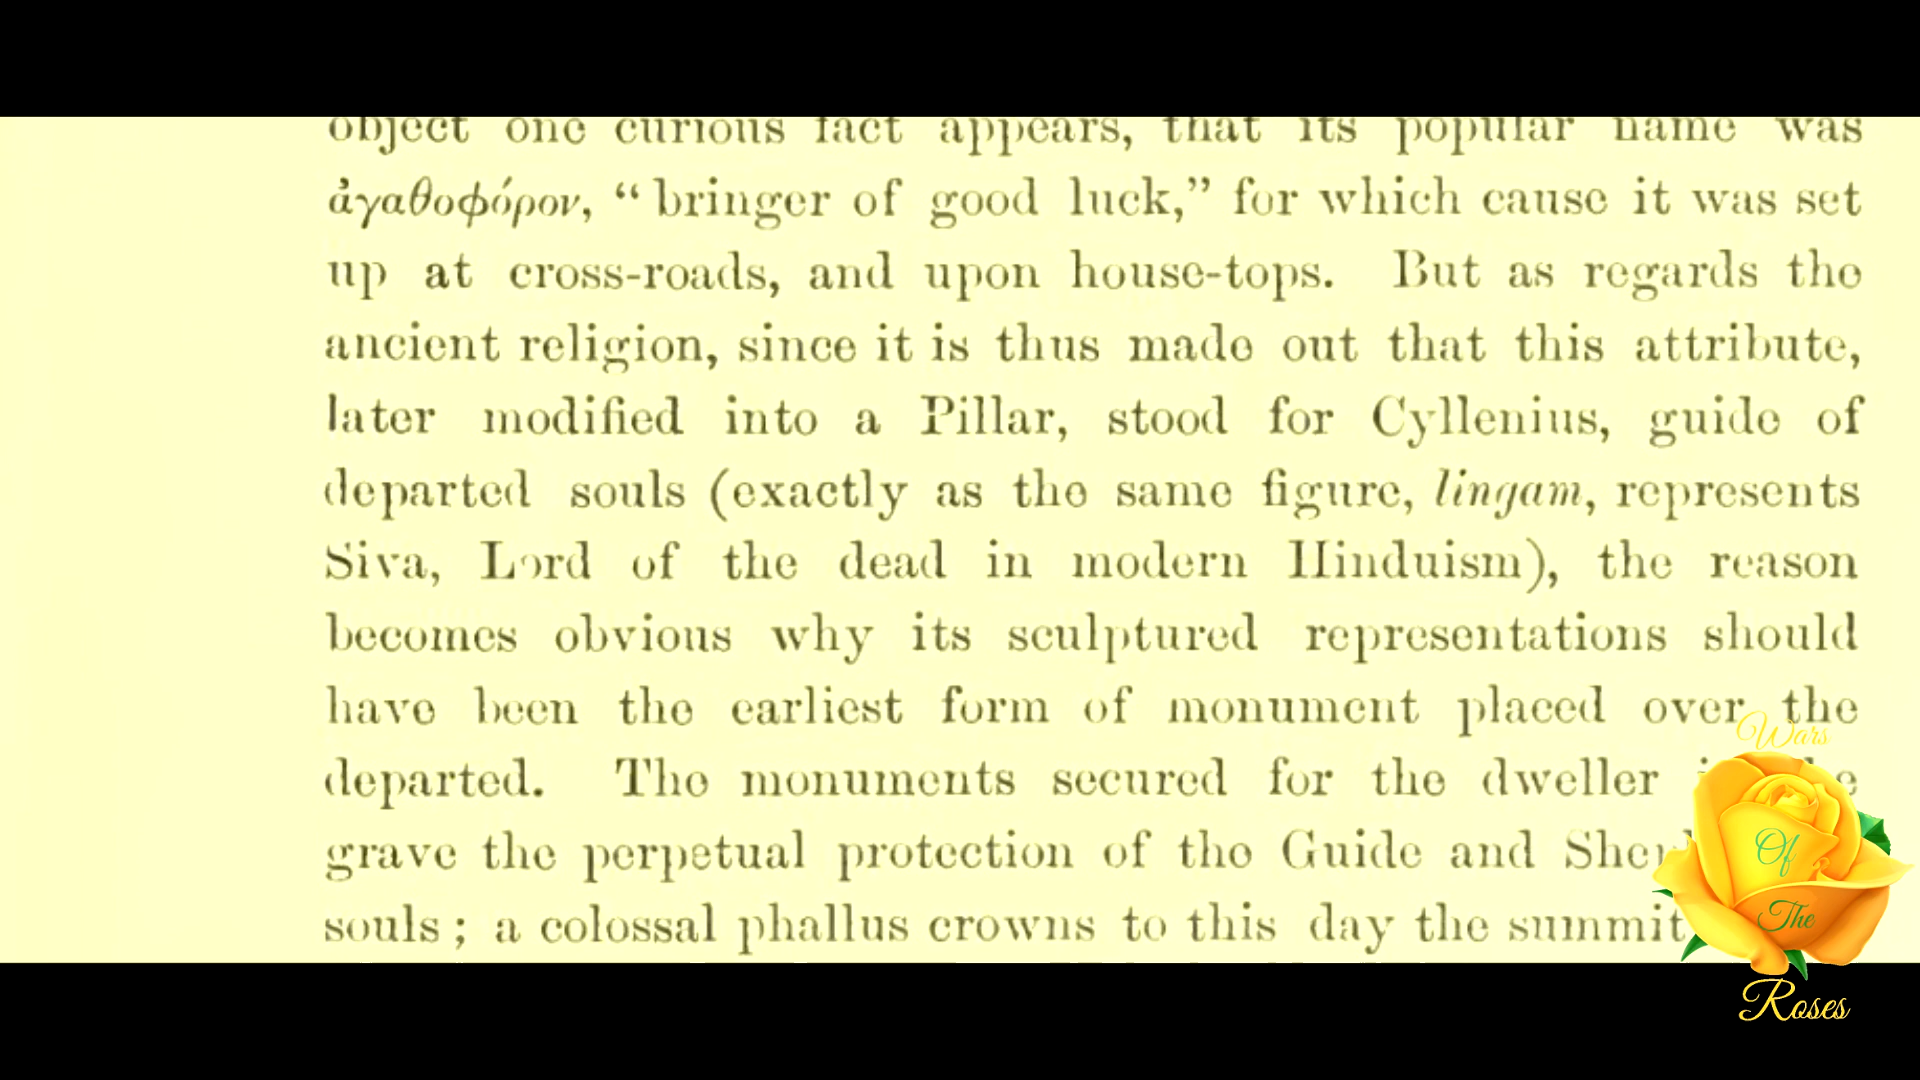 object one curious fact appears, that its popular name was
ἀγαθοφόρον, “bringer of good luck,” for which cause it was set
up at cross-roads, and upon house-tops. But as regards the
ancient religion, since it is thus made out that this attribute,
later modified into a Pillar, stood for Cyllenius, guide of
departed souls (exactly as the same figure, lingam, represents
Siva, Lord of the dead in modern Hinduism), the reason
becomes obvious why its sculptured representations should
have been the earliest form of monument placed over the
departed. The monuments secured for the dweller
grave the perpetual protection of the Guide and
souls; a colossal phallus crowns to this day the summit
Wars
Of
The
Roses